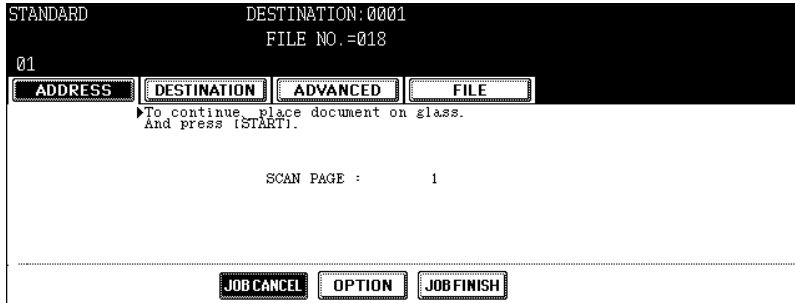 STANDARD DESTINATION:0001
FILE NO.=018
01
ADDRESS DESTINATION ADVANCED FILE
To continue, place document on glass.
And press [START].
SCAN PAGE : 1
JOB CANCEL OPTION JOB FINISH